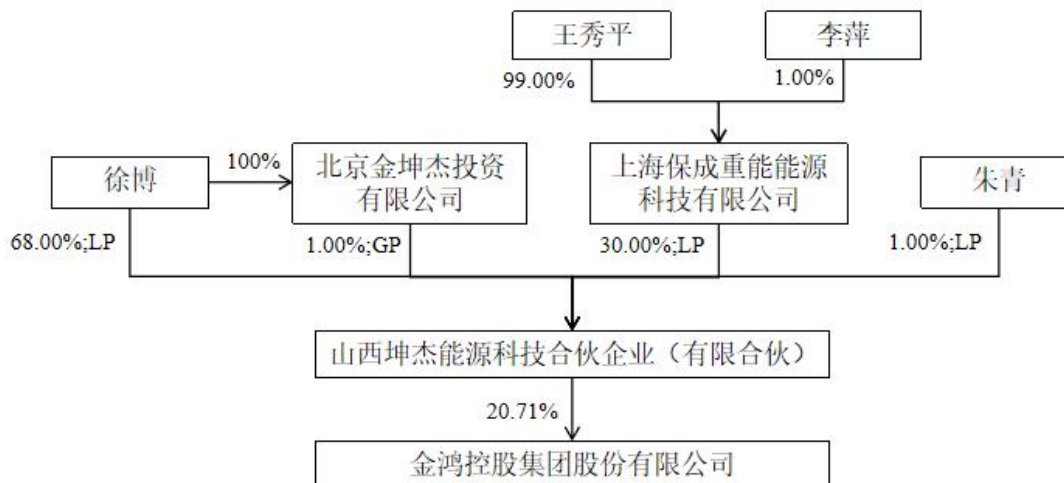 王秀平
李萍
99.00%
1.00%
徐博
100%
北京金坤杰投资
有限公司
上海保成重能能源
科技有限公司
朱青
68.00%;LP
1.00%;GP
30.00%;LP
1.00%;LP
山西坤杰能源科技合伙企业（有限合伙）
20.71%
金鸿控股集团股份有限公司